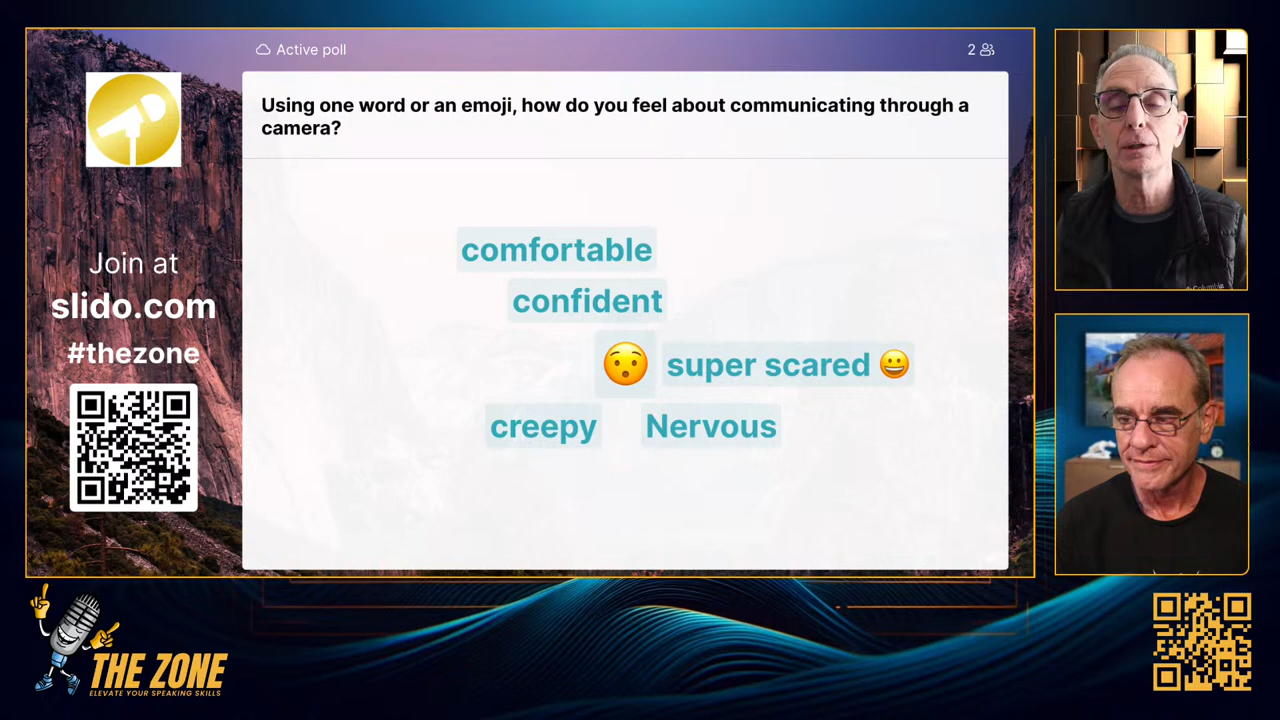 Active poll
2
Using one word or an emoji, how do you feel about communicating through a
camera?
Join at
slido.com
#thezone
comfortable
confident
😯 super scared 😀
creepy Nervous
Columbia
THE ZONE
ELEVATE YOUR SPEAKING SKILLS